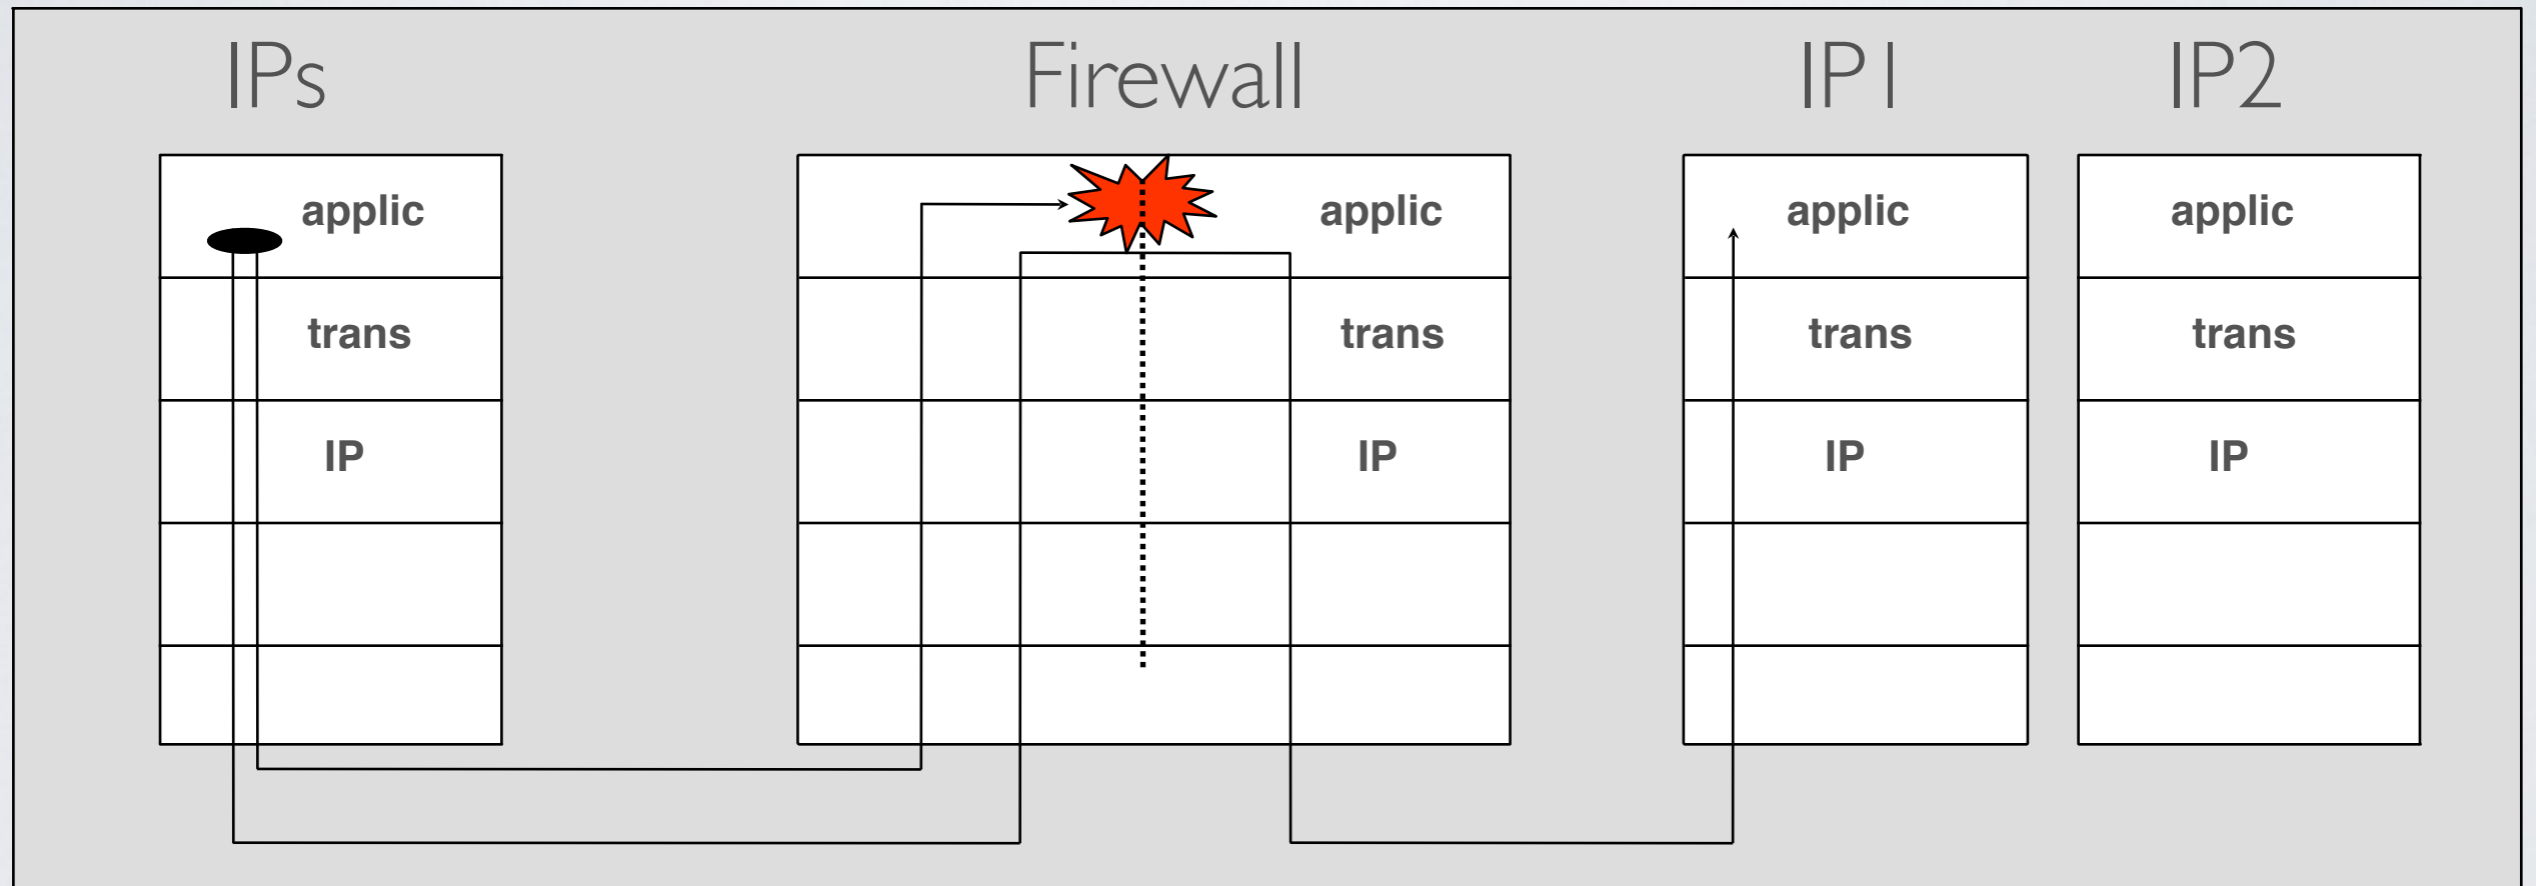 IPs Firewall IP1 IP2
applic applic applic applic
trans trans trans trans
IP IP IP IP